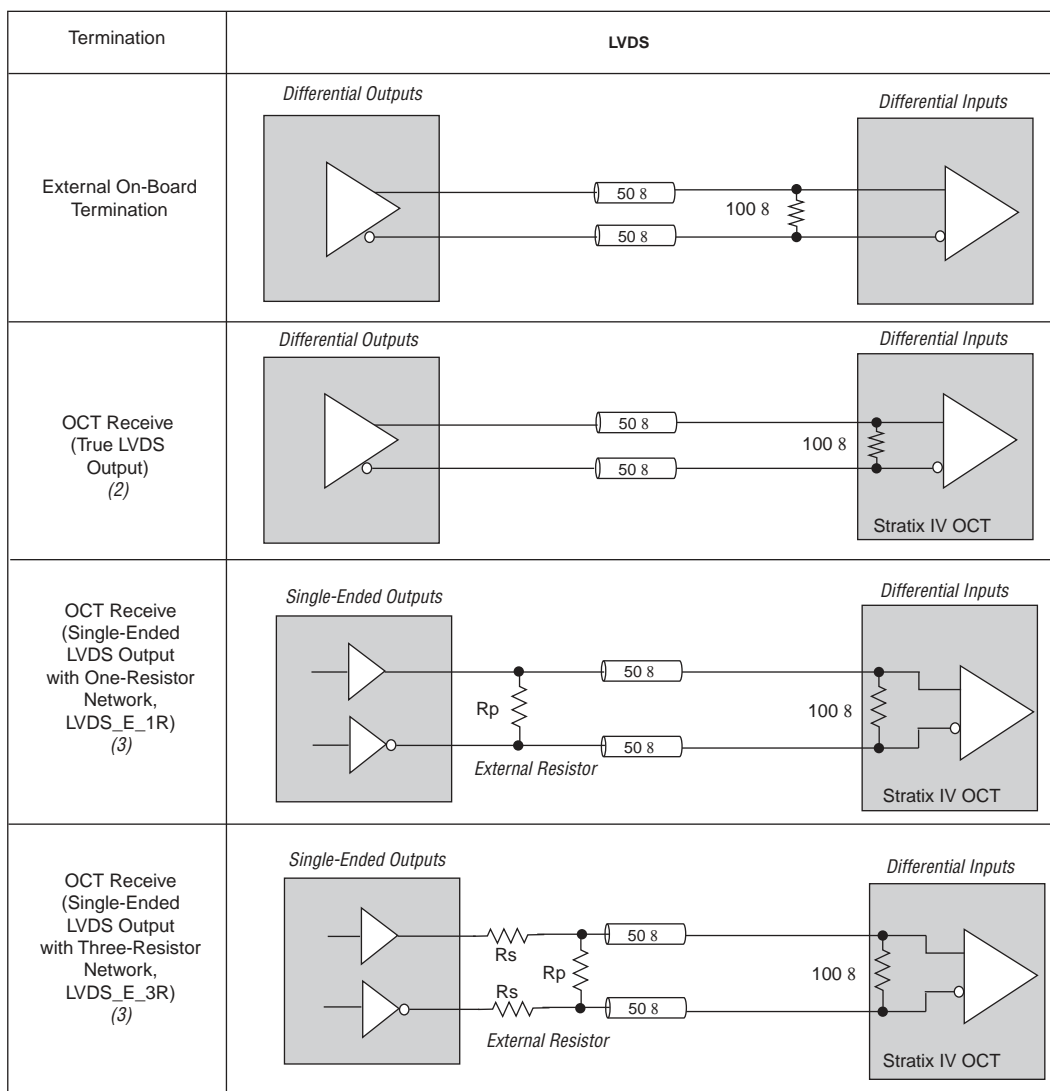 Termination
LVDS
External On-Board
Termination
Differential Outputs
Differential Inputs
50 8
50 8
100 8
OCT Receive
(True LVDS
Output)
(2)
Differential Outputs
Differential Inputs
50 8
50 8
100 8
Stratix IV OCT
OCT Receive
(Single-Ended
LVDS Output
with One-Resistor
Network,
LVDS_E_1R)
(3)
Single-Ended Outputs
Differential Inputs
50 8
Rp
100 8
50 8
External Resistor
Stratix IV OCT
OCT Receive
(Single-Ended
LVDS Output
with Three-Resistor
Network,
LVDS_E_3R)
(3)
Single-Ended Outputs
Differential Inputs
50 8
Rs
Rp
100 8
Rs
50 8
External Resistor
Stratix IV OCT